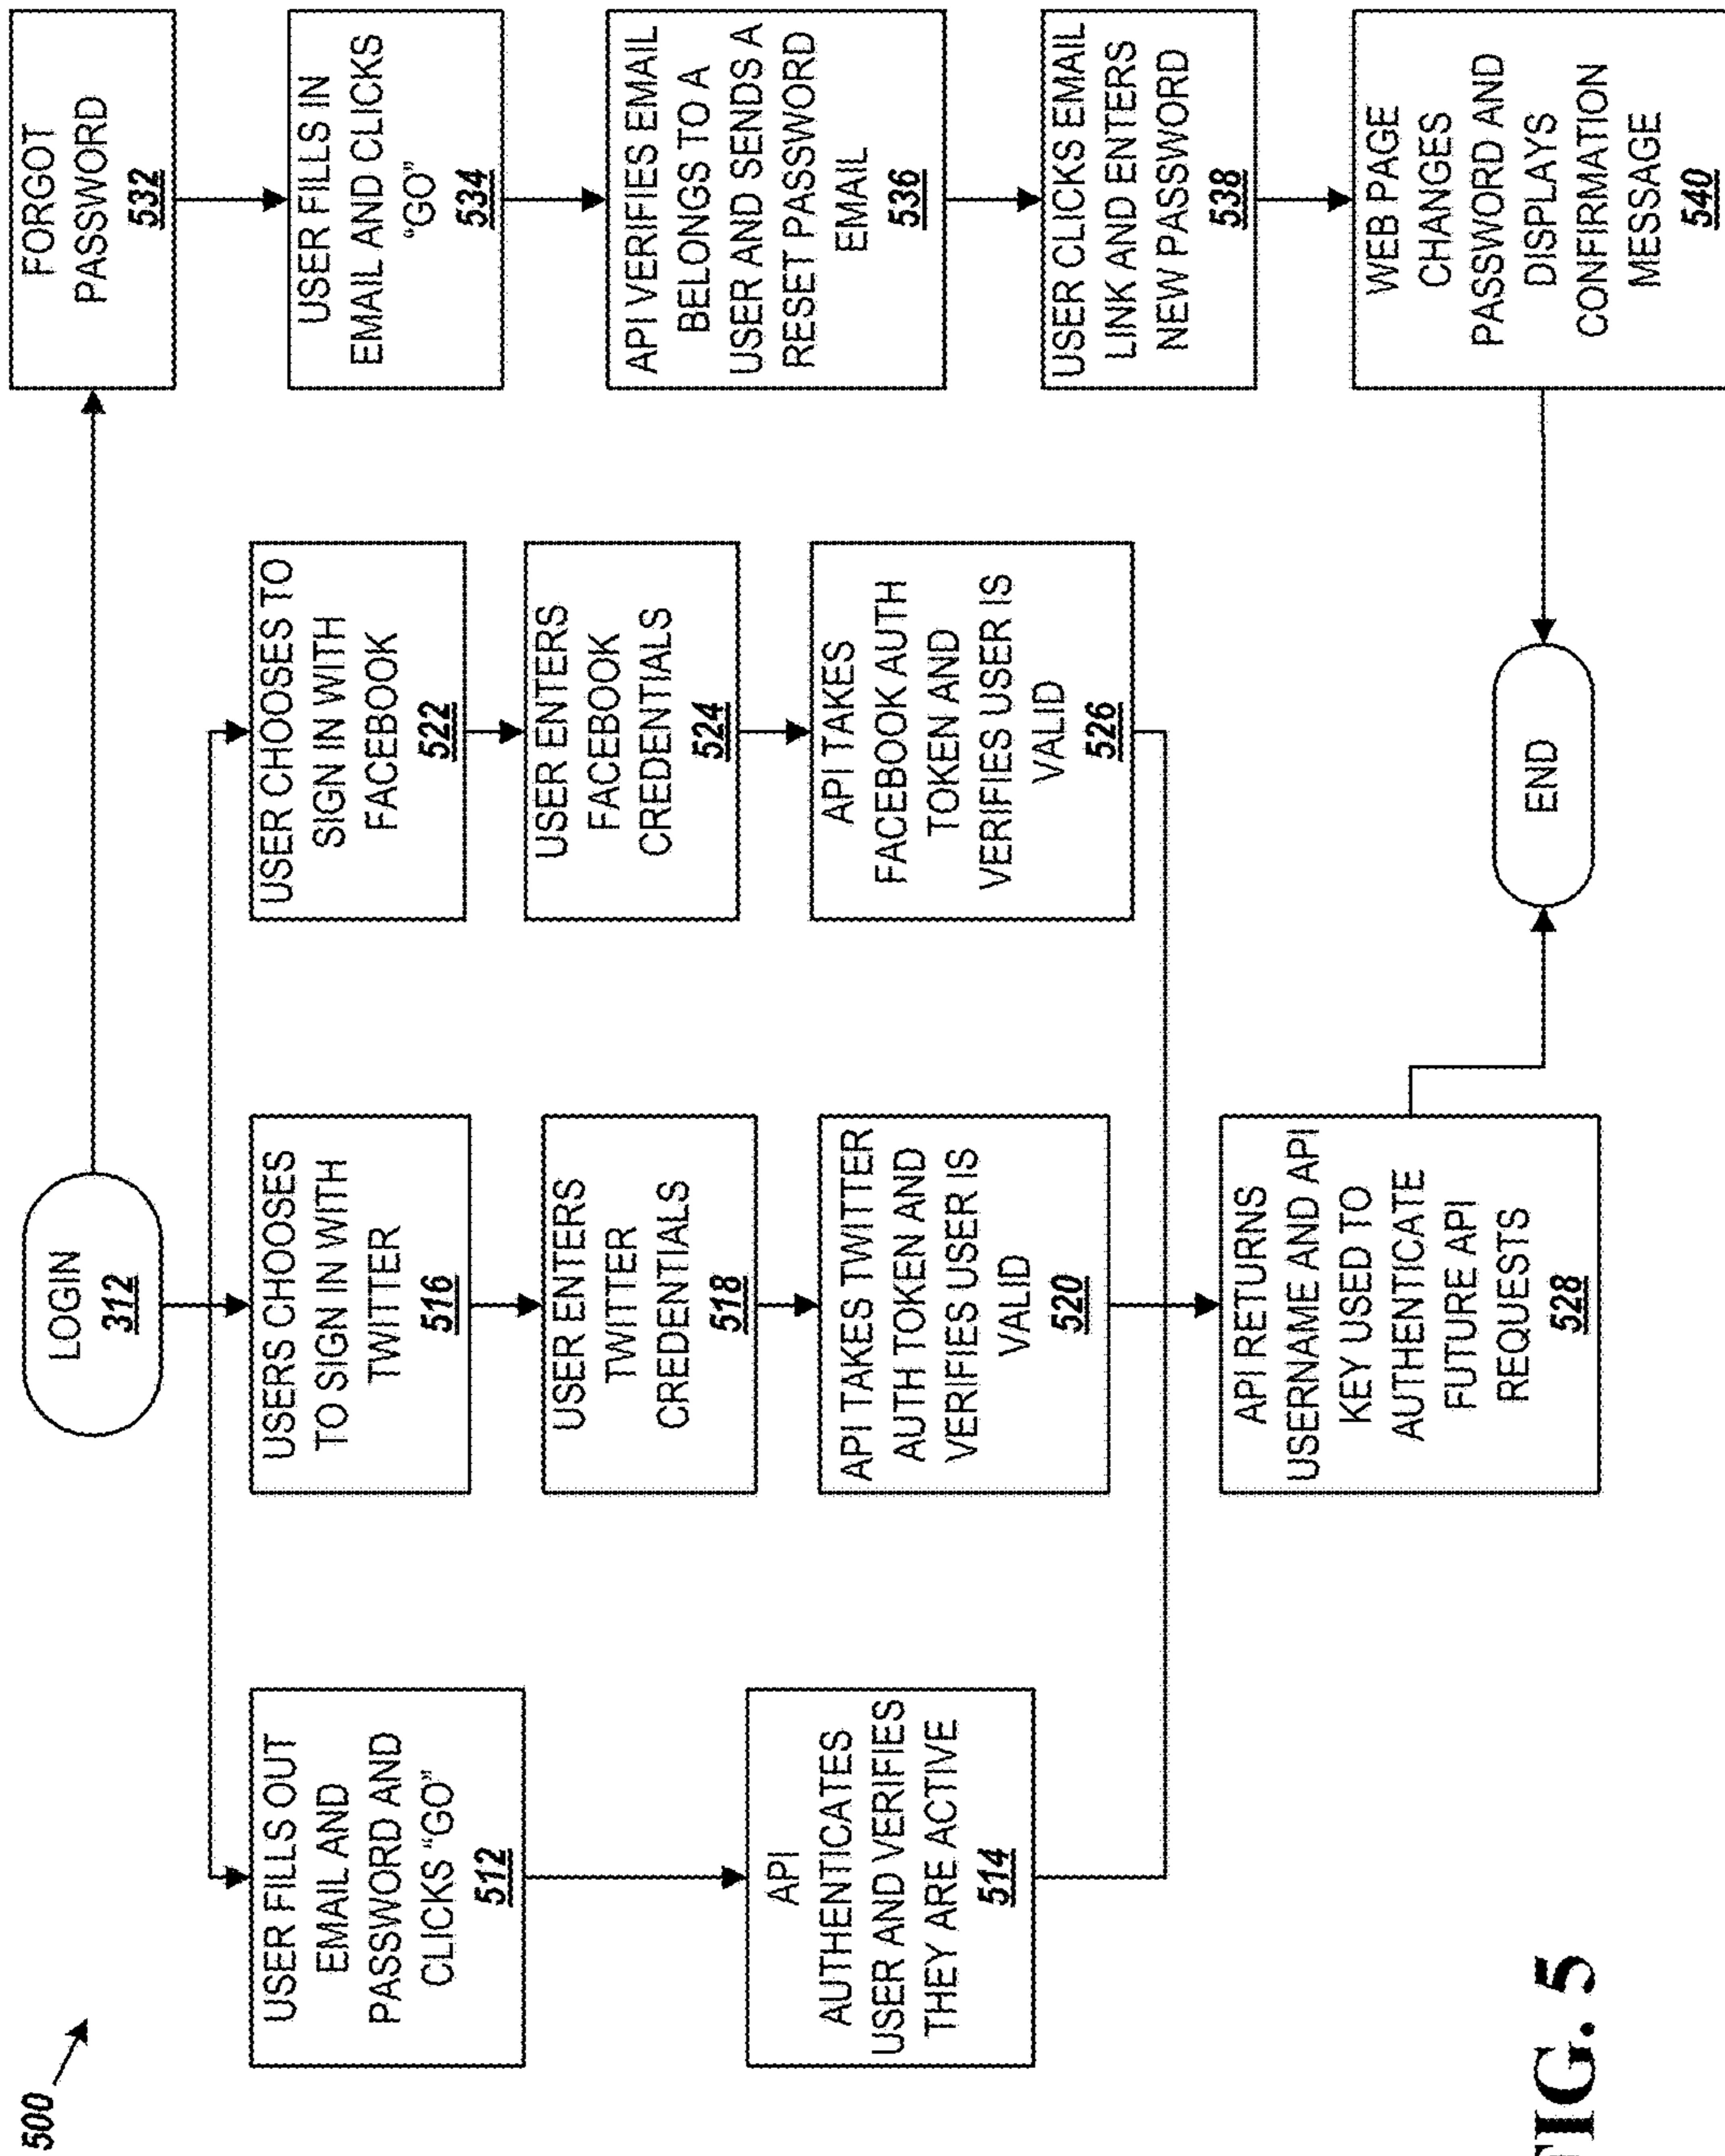 500
LOGIN
312
USER FILLS OUT
EMAIL AND
PASSWORD AND
CLICKS “GO”
512
API
AUTHENTICATES
USER AND VERIFIES
THEY ARE ACTIVE
514
USERS CHOOSES
TO SIGN IN WITH
TWITTER
516
USER ENTERS
TWITTER
CREDENTIALS
518
API TAKES TWITTER
AUTH TOKEN AND
VERIFIES USER IS
VALID
520
USER CHOOSES TO
SIGN IN WITH
FACEBOOK
522
USER ENTERS
FACEBOOK
CREDENTIALS
524
API TAKES
FACEBOOK AUTH
TOKEN AND
VERIFIES USER IS
VALID
526
API RETURNS
USERNAME AND API
KEY USED TO
AUTHENTICATE
FUTURE API
REQUESTS
528
FORGOT
PASSWORD
532
USER FILLS IN
EMAIL AND CLICKS
“GO”
534
API VERIFIES EMAIL
BELONGS TO A
USER AND SENDS A
RESET PASSWORD
EMAIL
536
USER CLICKS EMAIL
LINK AND ENTERS
NEW PASSWORD
538
WEB PAGE
CHANGES
PASSWORD AND
DISPLAYS
CONFIRMATION
MESSAGE
540
END
FIG. 5